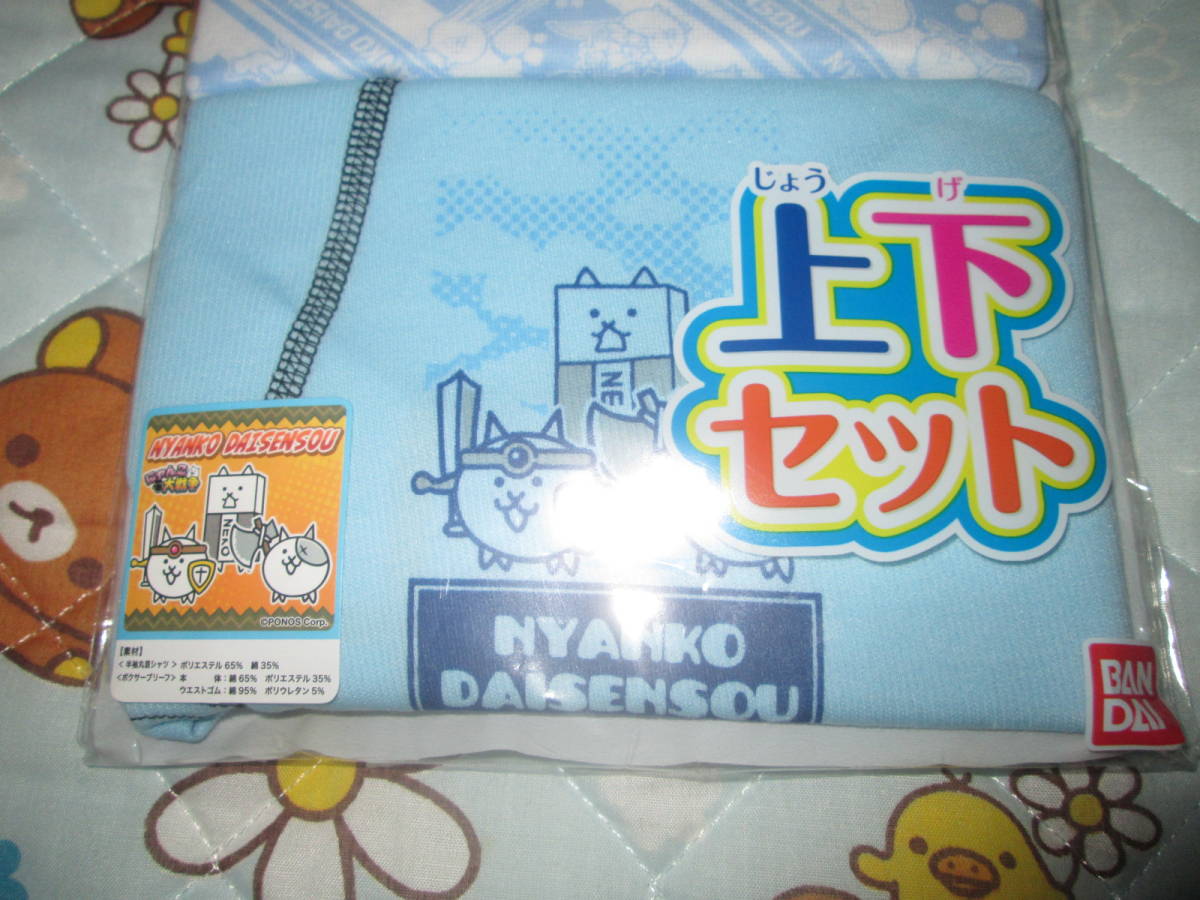 NKO DAISEN
じょう げ
上下
セット
NE
NYANKO
DAISENSOU
NYANKO DAISENSOU
にゃんこ
大戦争
NEKO
©PONOS Corp.
【素材】
<半袖丸首シャツ> ポリエステル 65% 綿 35%
<ボクサーブリーフ> 本 体:綿 65% ポリエステル 35%
ウエストゴム:綿 95% ポリウレタン 5%
BAN
DAI